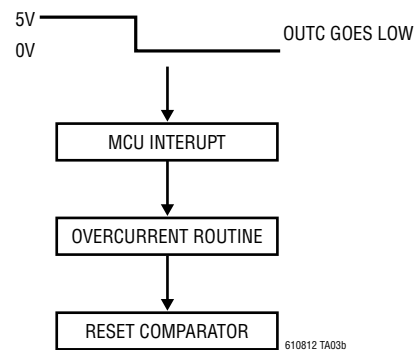 5V
0V
OUTC GOES LOW
MCU INTERUPT
OVERCURRENT ROUTINE
RESET COMPARATOR
610812 TA03b